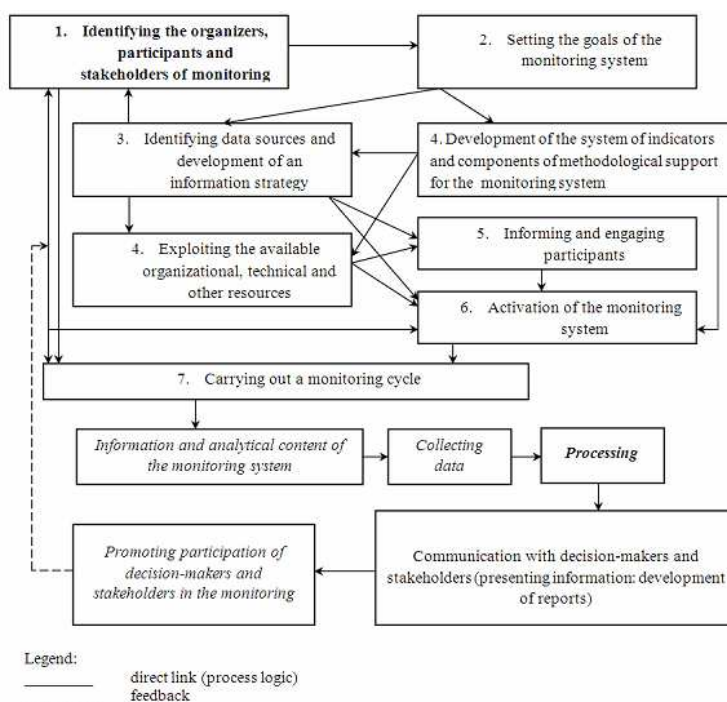 1. Identifying the organizers,
participants and
stakeholders of monitoring
2. Setting the goals of the
monitoring system
3. Identifying data sources and
development of an
information strategy
4. Development of the system of indicators
and components of methodological support
for the monitoring system
4. Exploiting the available
organizational, technical and
other resources
5. Informing and engaging
participants
6. Activation of the monitoring
system
7. Carrying out a monitoring cycle
Information and analytical content of
the monitoring system
Collecting
data
Processing
Promoting participation of
decision-makers and
stakeholders in the monitoring
Communication with decision-makers and
stakeholders (presenting information: development
of reports)
Legend:
direct link (process logic)
feedback